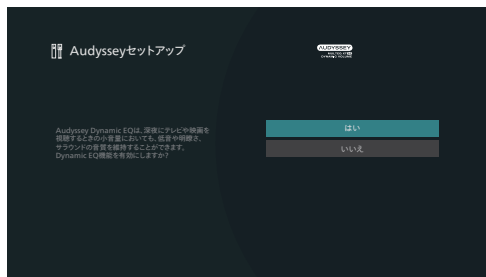 Audysseyセットアップ
AUDYSSEY
MULTEQ XT32
DYNAMIC VOLUME
Audyssey Dynamic EQは、深夜にテレビや映画を
視聴するときの小音量においても、低音や明瞭さ、
サラウンドの音質を維持することができます。
Dynamic EQ機能を有効にしますか?
はい
いいえ